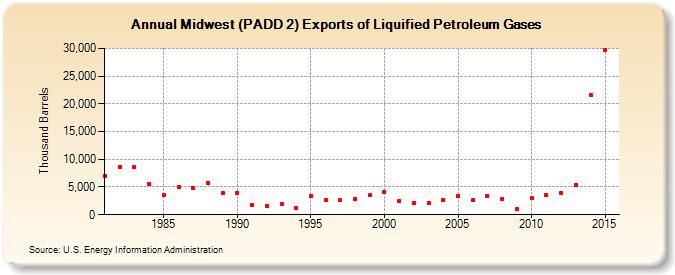 Annual Midwest (PADD 2) Exports of Liquified Petroleum Gases
Thousand Barrels
30,000
25,000
20,000
15,000
10,000
5,000
0
1985 1990 1995 2000 2005 2010 2015
Source: U.S. Energy Information Administration